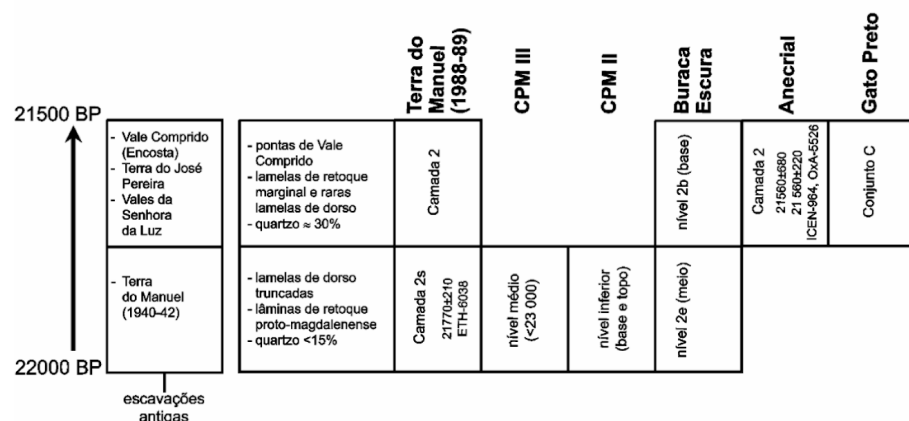 Terra do
Manuel
(1988-89)
CPM III
CPM II
Buraca
Escura
Anecrial
Gato Preto
21500 BP
- Vale Comprido
(Encosta)
- Terra do José
Pereira
- Vales da
Senhora
da Luz
- pontas de Vale
Comprido
- lamelas de retoque
marginal e raras
lamelas de dorso
- quartzo ≈ 30%
Camada 2
nível 2b (base)
Camada 2
21560±680
21 560±220
ICEN-964, OxA-5526
Conjunto C
- Terra
do Manuel
(1940-42)
- lamelas de dorso
truncadas
- lâminas de retoque
proto-magdalenense
- quartzo <15%
Camada 2s
21770±210
ETH-6038
nível médio
(<23 000)
nível inferior
(base e topo)
nível 2e (meio)
22000 BP
escavações
antigas